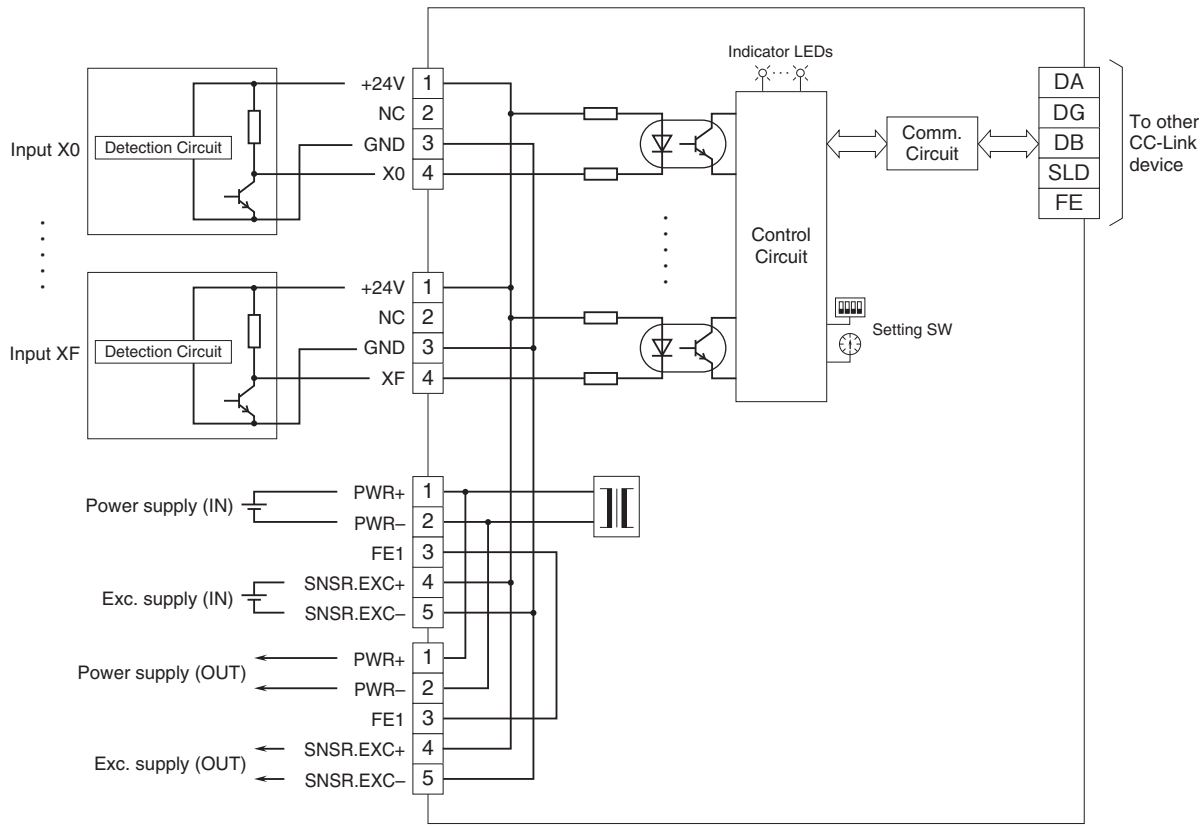 Indicator LEDs
Input X0
Detection Circuit
+24V 1
NC 2
GND 3
X0 4
Input XF
Detection Circuit
+24V 1
NC 2
GND 3
XF 4
Control
Circuit
Comm.
Circuit
DA
DG
DB
SLD
FE
To other
CC-Link
device
Setting SW
Power supply (IN)
PWR+ 1
PWR– 2
FE1 3
Exc. supply (IN)
SNSR.EXC+ 4
SNSR.EXC– 5
Power supply (OUT)
PWR+ 1
PWR– 2
FE1 3
Exc. supply (OUT)
SNSR.EXC+ 4
SNSR.EXC– 5